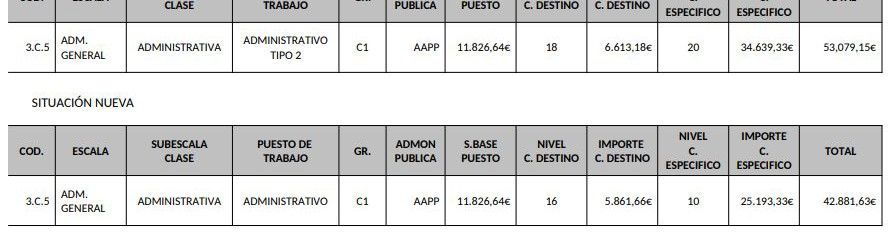 CLASE TRABAJO PUBLICA PUESTO C. DESTINO C. DESTINO ESPECIFICO ESPECIFICO
3.C.5 ADM. GENERAL ADMINISTRATIVA ADMINISTRATIVO TIPO 2 C1 AAPP 11.826,64€ 18 6.613,18€ 20 34.639,33€ 53,079,15€
SITUACIÓN NUEVA
COD. ESCALA SUBESCALA CLASE PUESTO DE TRABAJO GR. ADMON PUBLICA S.BASE PUESTO NIVEL C. DESTINO IMPORTE C. DESTINO NIVEL C. ESPECIFICO IMPORTE C. ESPECIFICO TOTAL
3.C.5 ADM. GENERAL ADMINISTRATIVA ADMINISTRATIVO C1 AAPP 11.826,64€ 16 5.861,66€ 10 25.193,33€ 42.881,63€